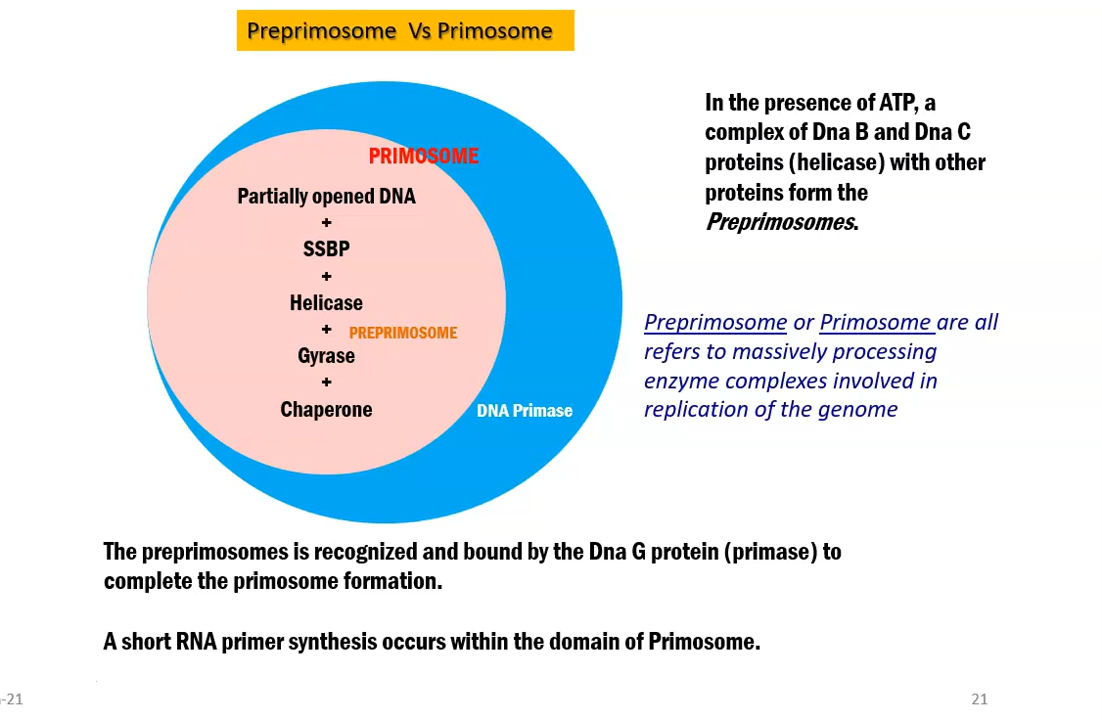 Preprimosome Vs Primosome
In the presence of ATP, a
complex of Dna B and Dna C
proteins (helicase) with other
proteins form the
Preprimosomes.
PRIMOSOME
Partially opened DNA
+
SSBP
+
Helicase
+
PREPRIMOSOME
Gyrase
+
Chaperone
DNA Primase
Preprimosome or Primosome are all
refers to massively processing
enzyme complexes involved in
replication of the genome
The preprimosomes is recognized and bound by the Dna G protein (primase) to
complete the primosome formation.
A short RNA primer synthesis occurs within the domain of Primosome.
-21
21